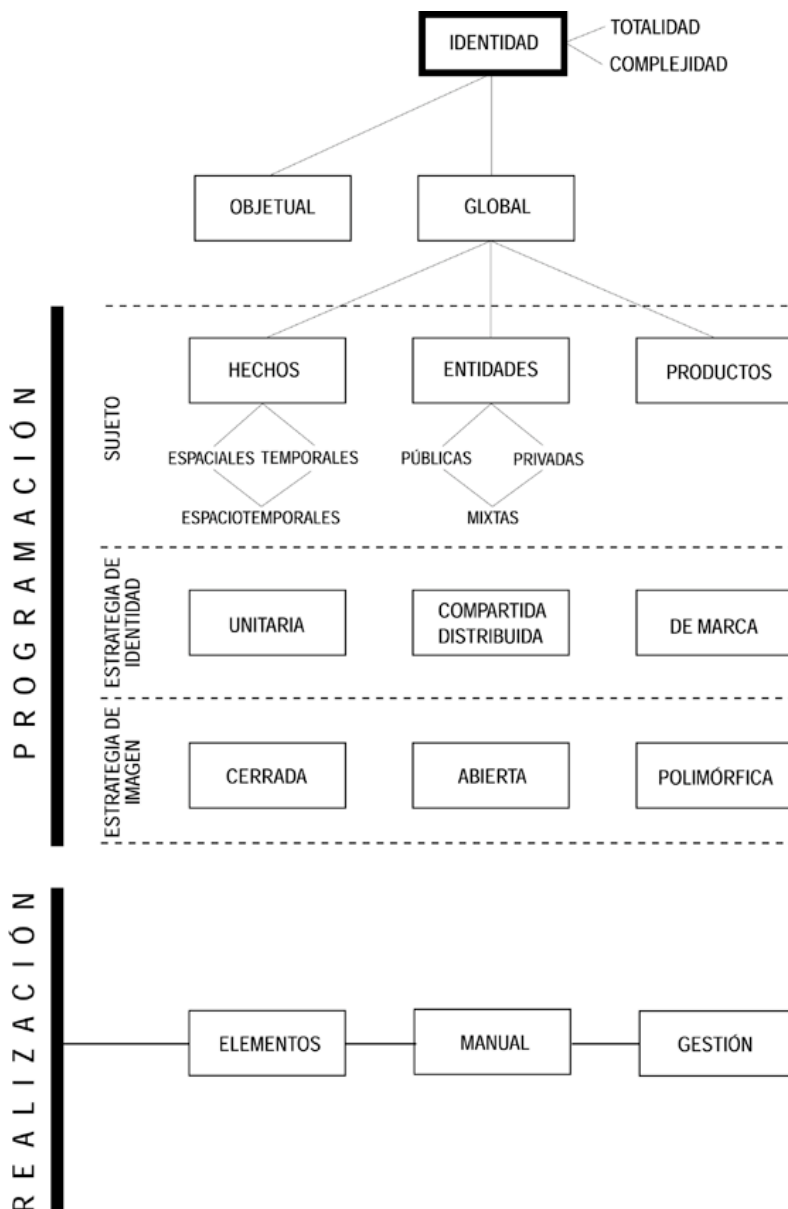 IDENTIDAD
TOTALIDAD
COMPLEJIDAD
OBJETUAL
GLOBAL
PROGRAMACIÓN
SUJETO
HECHOS
ENTIDADES
PRODUCTOS
ESPACIALES
TEMPORALES
PÚBLICAS
PRIVADAS
ESPACIOTEMPORALES
MIXTAS
ESTRATEGIA DE
IDENTIDAD
UNITARIA
COMPARTIDA
DISTRIBUIDA
DE MARCA
ESTRATEGIA DE
IMAGEN
CERRADA
ABIERTA
POLIMÓRFICA
REALIZACIÓN
ELEMENTOS
MANUAL
GESTIÓN